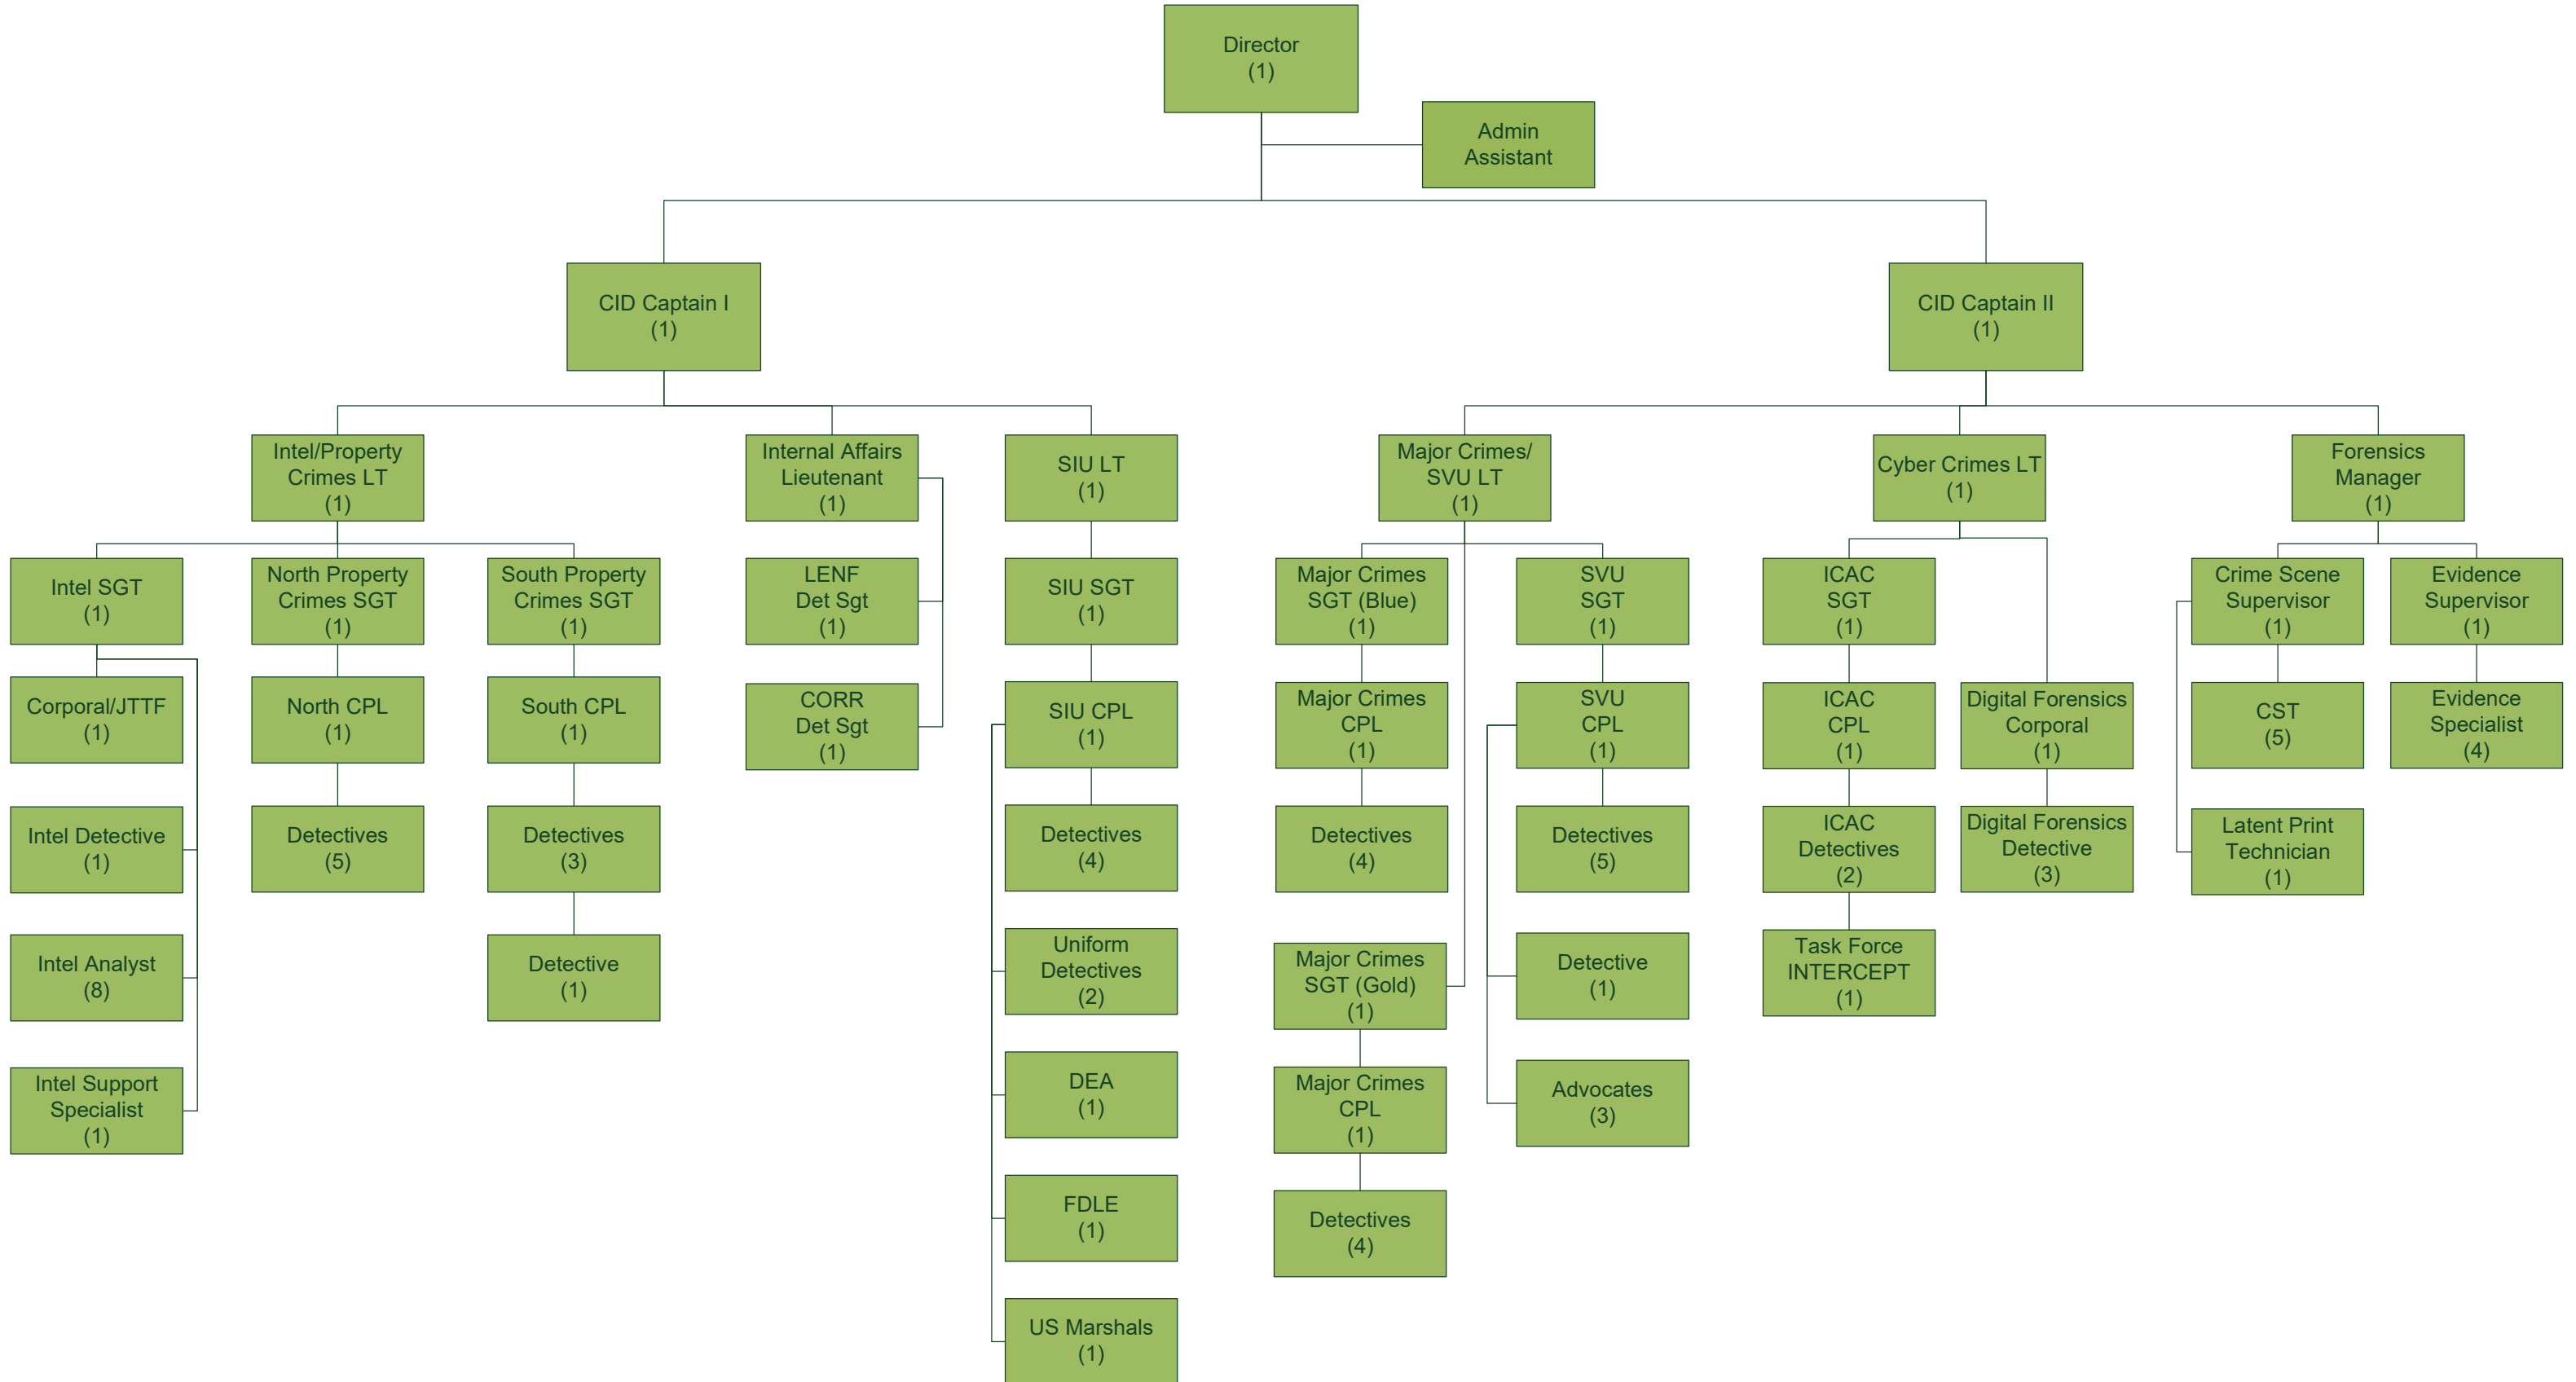 Director
(1)
Admin
Assistant
CID Captain I
(1)
CID Captain II
(1)
Intel/Property
Crimes LT
(1)
Internal Affairs
Lieutenant
(1)
SIU LT
(1)
Major Crimes/
SVU LT
(1)
Cyber Crimes LT
(1)
Forensics
Manager
(1)
Intel SGT
(1)
North Property
Crimes SGT
(1)
South Property
Crimes SGT
(1)
LENF
Det Sgt
(1)
SIU SGT
(1)
Major Crimes
SGT (Blue)
(1)
SVU
SGT
(1)
ICAC
SGT
(1)
Crime Scene
Supervisor
(1)
Evidence
Supervisor
(1)
Corporal/JTTF
(1)
North CPL
(1)
South CPL
(1)
CORR
Det Sgt
(1)
SIU CPL
(1)
Major Crimes
CPL
(1)
SVU
CPL
(1)
ICAC
CPL
(1)
Digital Forensics
Corporal
(1)
CST
(5)
Evidence
Specialist
(4)
Intel Detective
(1)
Detectives
(5)
Detectives
(3)
Detectives
(4)
Detectives
(4)
Detectives
(5)
ICAC
Detectives
(2)
Digital Forensics
Detective
(3)
Latent Print
Technician
(1)
Intel Analyst
(8)
Detective
(1)
Uniform
Detectives
(2)
Major Crimes
SGT (Gold)
(1)
Detective
(1)
Task Force
INTERCEPT
(1)
Intel Support
Specialist
(1)
DEA
(1)
Major Crimes
CPL
(1)
Advocates
(3)
FDLE
(1)
Detectives
(4)
US Marshals
(1)